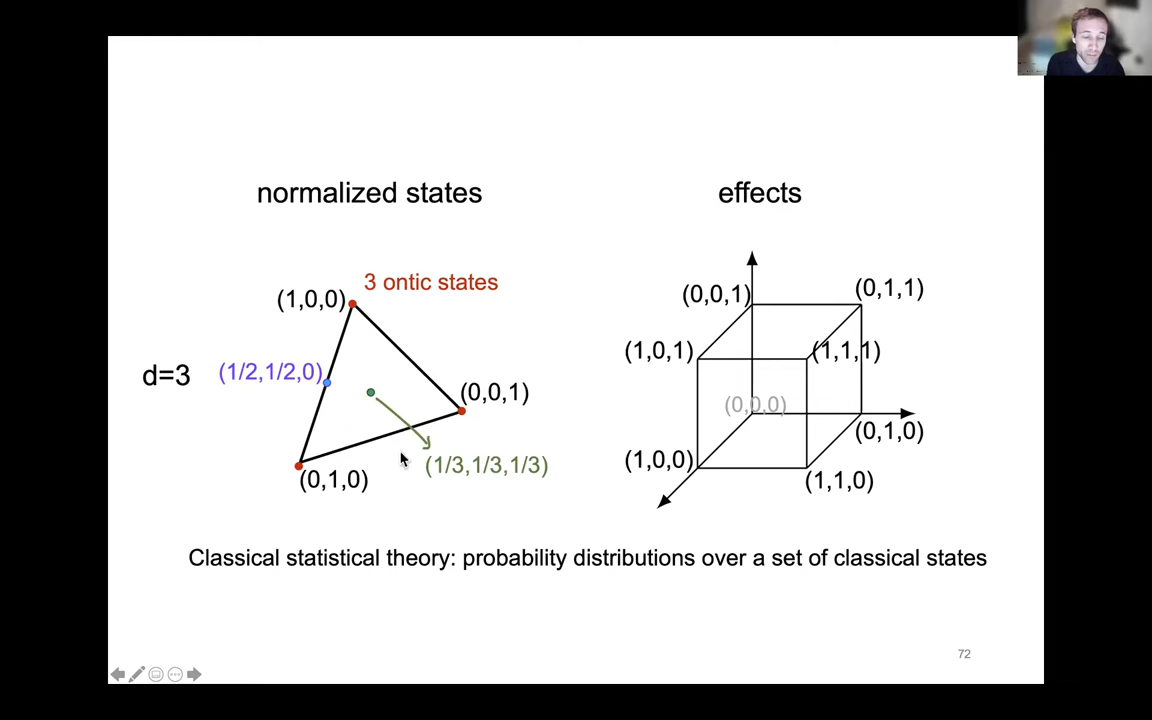 normalized states
effects
3 ontic states
(1,0,0)
d=3
(1/2,1/2,0)
(0,0,1)
(1/3,1/3,1/3)
(0,1,0)
(0,0,1)
(0,1,1)
(1,0,1)
(1,1,1)
(0,0,0)
(0,1,0)
(1,0,0)
(1,1,0)
Classical statistical theory: probability distributions over a set of classical states
72